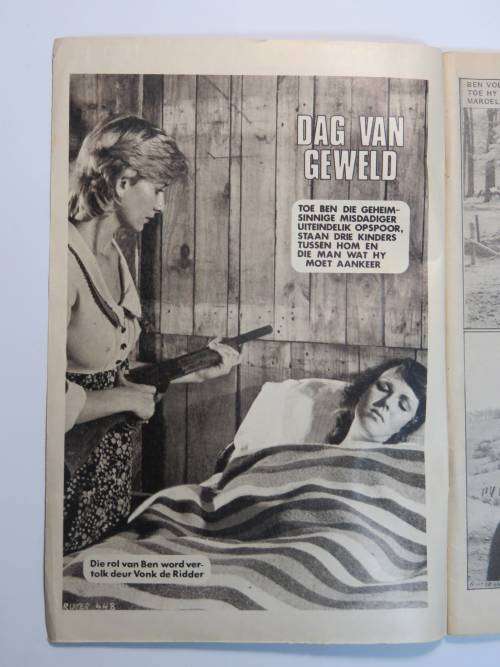 DAG VAN
GEWELD
TOE BEN DIE GEHEIM-
SINNIGE MISDADIGER
UITEINDELIK OPSPOOR,
STAAN DRIE KINDERS
TUSSEN HOM EN
DIE MAN WAT HY
MOET AANKEER
Die rol van Ben word ver-
tolk deur Vonk de Ridder
648
BEN
TOE HY